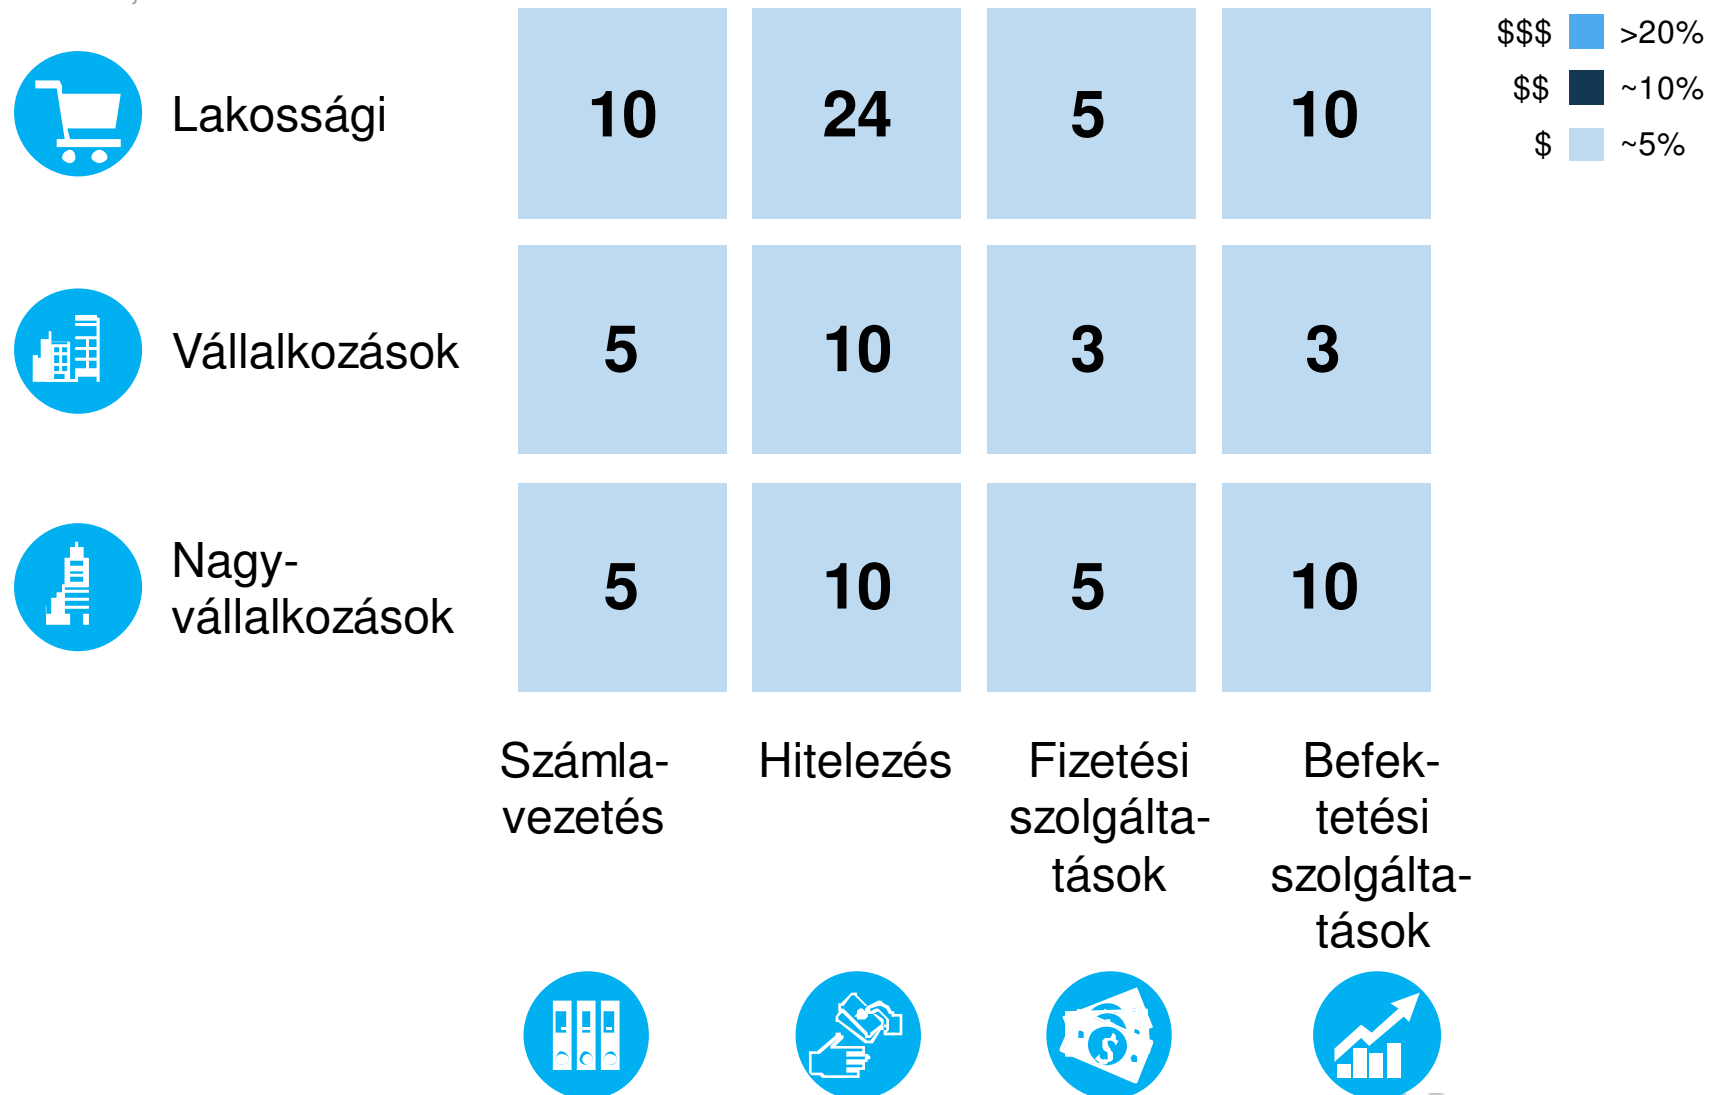 $$$ >20%
$$ ~10%
$ ~5%
Lakossági 10 24 5 10
Vállalkozások 5 10 3 3
Nagy-
vállalkozások 5 10 5 10
Számla-
vezetés
Hitelezés
Fizetési
szolgálta-
tások
Befek-
tetési
szolgálta-
tások